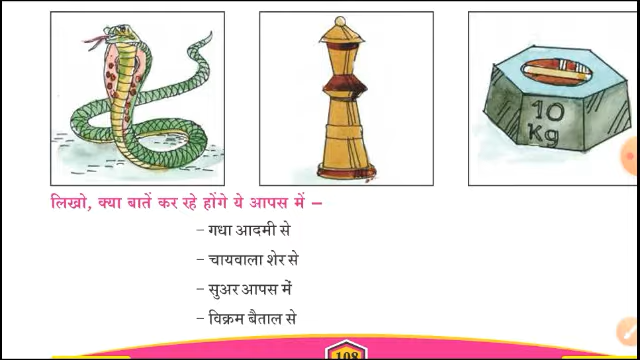 10
Kg
लिखो, क्या बातें कर रहे होंगे ये आपस में –
– गधा आदमी से
– चायवाला शेर से
– सुअर आपस में
– विक्रम बैताल से
108